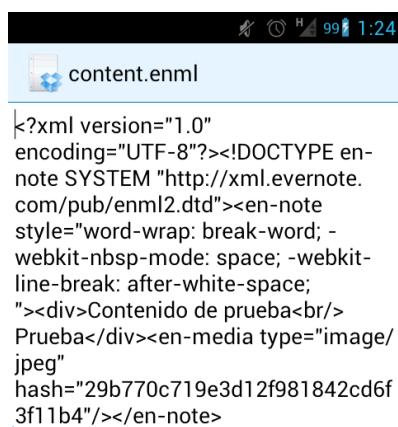 H 99 1:24
content.enml
<?xml version="1.0"
encoding="UTF-8"?><!DOCTYPE en-
note SYSTEM "http://xml.evernote.
com/pub/enml2.dtd"><en-note
style="word-wrap: break-word; -
webkit-nbsp-mode: space; -webkit-
line-break: after-white-space;
"><div>Contenido de prueba<br/>
Prueba</div><en-media type="image/
jpeg"
hash="29b770c719e3d12f981842cd6f
3f11b4"/></en-note>